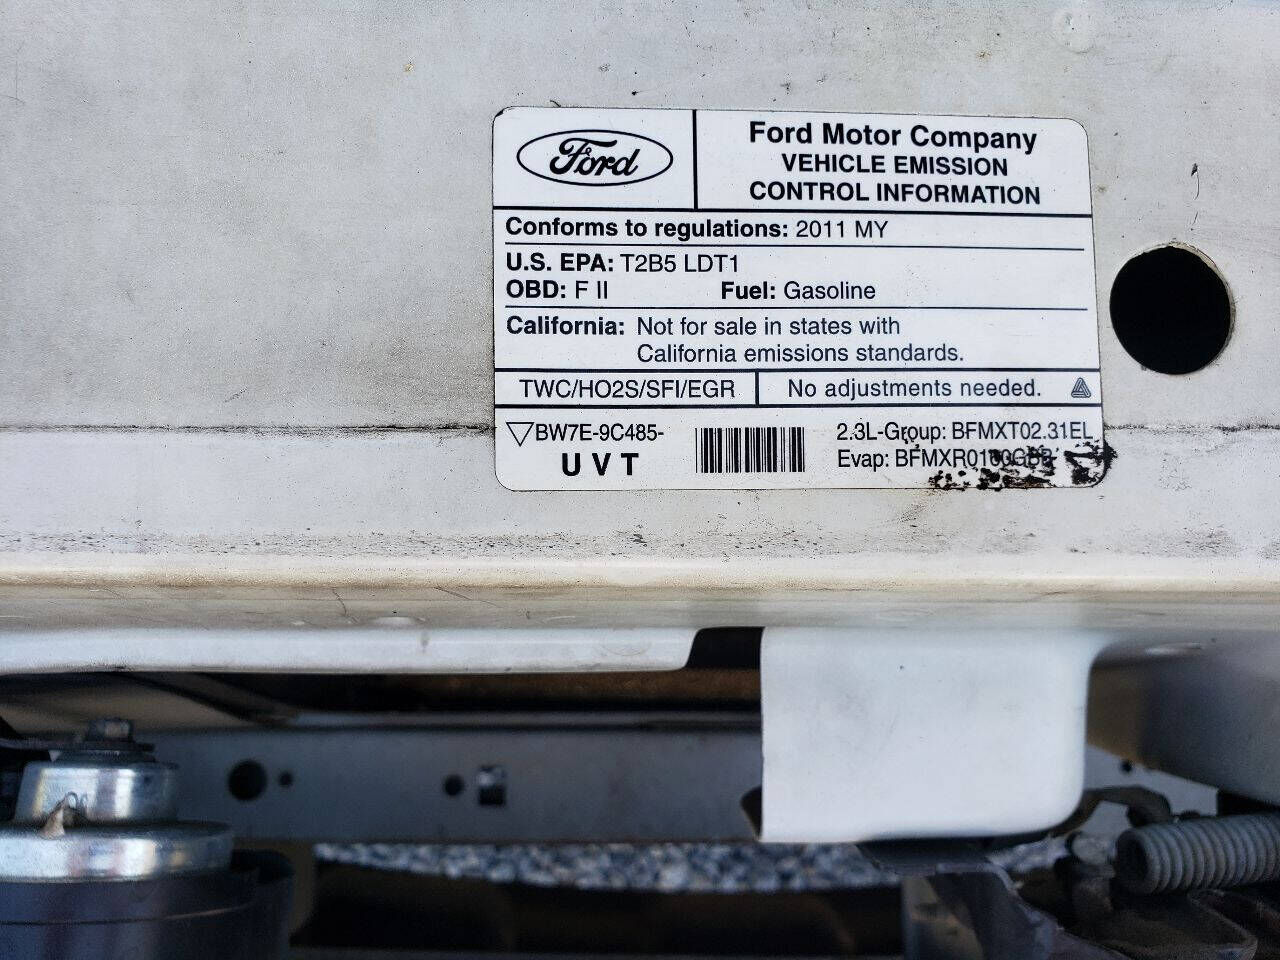 Ford
Ford Motor Company
VEHICLE EMISSION
CONTROL INFORMATION
Conforms to regulations: 2011 MY
U.S. EPA: T2B5 LDT1
OBD: F II Fuel: Gasoline
California: Not for sale in states with
California emissions standards.
TWC/HO2S/SFI/EGR No adjustments needed.
BW7E-9C485-
UVT
2.3L-Group: BFMXT02.31EL
Evap: